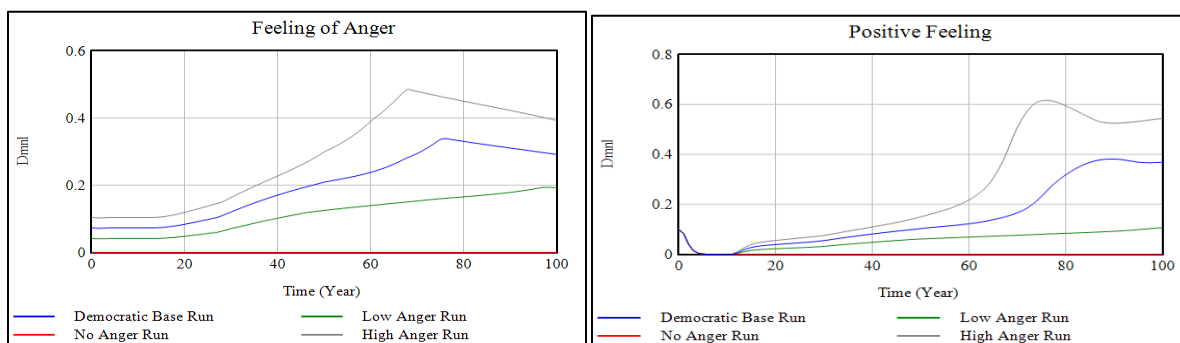 Feeling of Anger
0.6
0.4
0.2
0
Dmnl
0 20 40 60 80 100
Time (Year)
Democratic Base Run Low Anger Run
No Anger Run High Anger Run
Positive Feeling
0.8
0.6
0.4
0.2
0
Dmnl
0 20 40 60 80 100
Time (Year)
Democratic Base Run Low Anger Run
No Anger Run High Anger Run